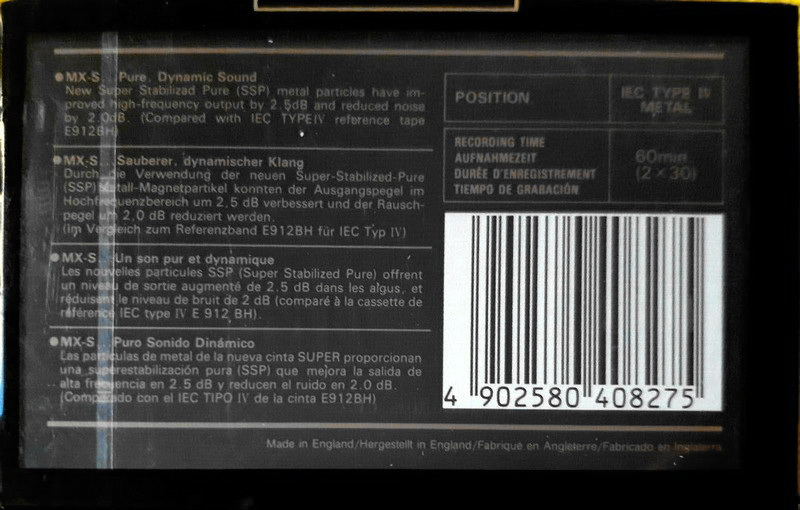 ●MX-S...Pure, Dynamic Sound
New Super Stabilizad Pure (SSP) metal particles have im-
proved high-frequency output by 2.5dB and reduced noise
by 2.0dB. (Compared with IEC TYPE IV reference tape
E912BH)
●MX-S...Sauberer, dynamischer Klang
Durch die Verwendung der neuen Super-Stabilized-Pure
(SSP) Metall-Magnetpartikel konnten der Ausgangspegel im
Hochfrequenzbereich um 2,5 dB verbessert und der Rausch-
pegel um 2,0 dB reduziert werden.
(Im Vergleich zum Referenzband E912BH für IEC Typ IV)
●MX-S...Un son pur et dynamique
Les nouvelles particules SSP (Super Stabilized Pure) offrent
un niveau de sortie augmenté de 2.5 dB dans les algus, et
réduisent le niveau de bruit de 2 dB (comparé à la cassette de
référence IEC type IV E 912 BH).
●MX-S...Puro Sonido Dinámico
Las partículas de metal de la nueva cinta SUPER proporcionan
una superestabilización pura (SSP) que mejora la salida de
alta frecuencia en 2.5 dB y reducen el ruido en 2.0 dB.
(Comparado con el IEC TIPO IV de la cinta E912BH)
POSITION
IEC TYPE IV
METAL
RECORDING TIME
AUFNAHMEZEIT
DURÉE D'ENREGISTREMENT
TIEMPO DE GRABACIÓN
60min
(2×30)
4 902580 408275
Made in England/Hergestellt in England/Fabriqué en Angleterre/Fabricado en Inglaterra